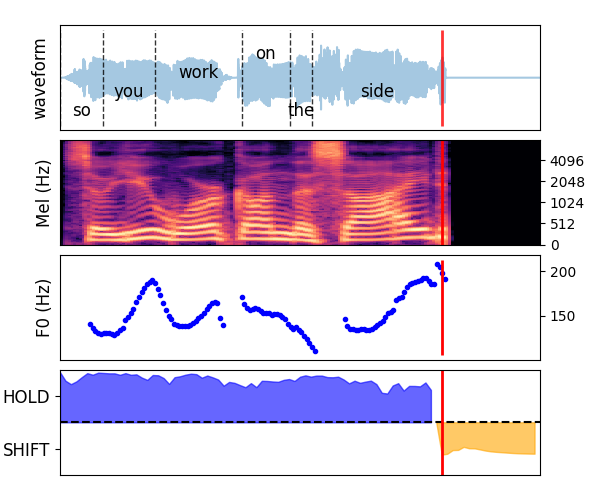 waveform
so
you
work
on
the
side
Mel (Hz)
4096
2048
1024
512
0
F0 (Hz)
200
150
HOLD
SHIFT